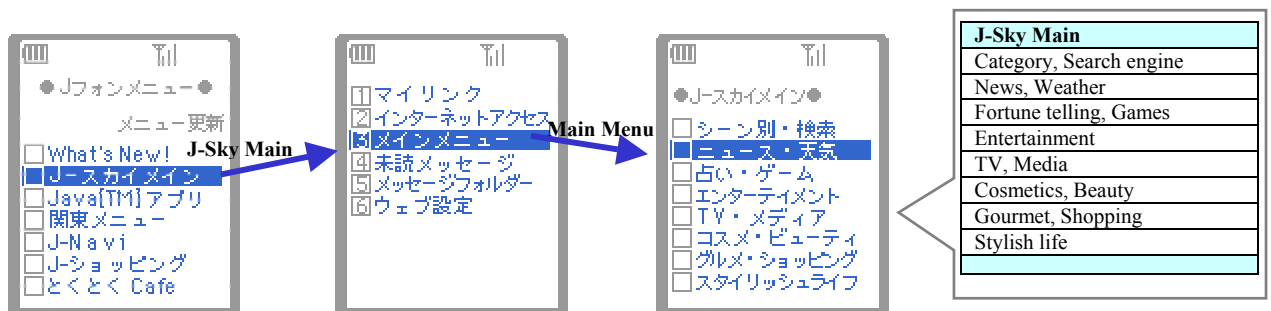 ●Jフォンメニュー●
メニュー更新
What's New!
J-スカイメイン
Java(TM)アプリ
関東メニュー
J-Navi
J-ショッピング
とくとく Cafe
J-Sky Main
1マイリンク
2インターネットアクセス
3メインメニュー
4未読メッセージ
5メッセージフォルダー
6ウェブ設定
Main Menu
●J-スカイメイン●
シーン別・検索
ニュース・天気
占い・ゲーム
エンターテイメント
TV・メディア
コスメ・ビューティ
グルメ・ショッピング
スタイリッシュライフ
J-Sky Main
Category, Search engine
News, Weather
Fortune telling, Games
Entertainment
TV, Media
Cosmetics, Beauty
Gourmet, Shopping
Stylish life